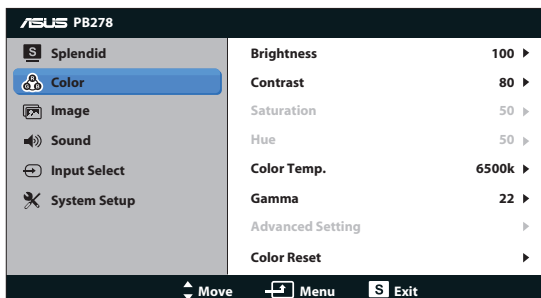 ASUS PB278
S Splendid
Color
Image
Sound
Input Select
System Setup
Brightness 100
Contrast 80
Saturation 50
Hue 50
Color Temp. 6500k
Gamma 22
Advanced Setting
Color Reset
Move Menu S Exit